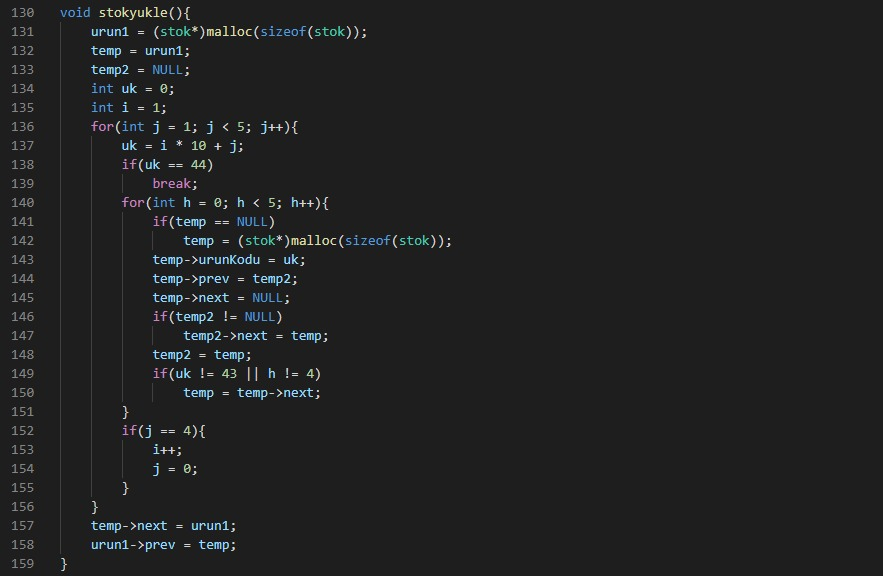 130 void stokyukle(){
131     urun1 = (stok*)malloc(sizeof(stok));
132     temp = urun1;
133     temp2 = NULL;
134     int uk = 0;
135     int i = 1;
136     for(int j = 1; j < 5; j++){
137         uk = i * 10 + j;
138         if(uk == 44)
139             break;
140         for(int h = 0; h < 5; h++){
141             if(temp == NULL)
142                 temp = (stok*)malloc(sizeof(stok));
143             temp->urunKodu = uk;
144             temp->prev = temp2;
145             temp->next = NULL;
146             if(temp2 != NULL)
147                 temp2->next = temp;
148             temp2 = temp;
149             if(uk != 43 || h != 4)
150                 temp = temp->next;
151         }
152         if(j == 4){
153             i++;
154             j = 0;
155         }
156     }
157     temp->next = urun1;
158     urun1->prev = temp;
159 }